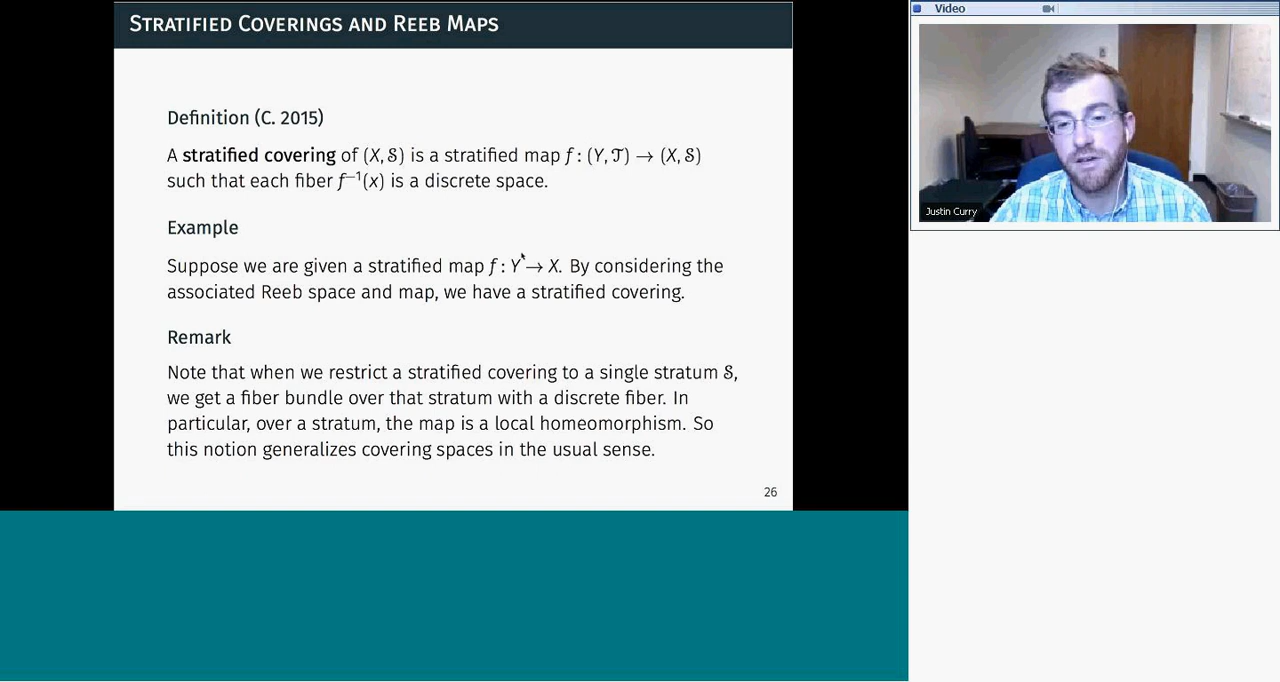 STRATIFIED COVERINGS AND REEB MAPS
Definition (C. 2015)
A stratified covering of (X, 𝒮) is a stratified map f : (Y, 𝒯) → (X, 𝒮)
such that each fiber f⁻¹(x) is a discrete space.
Example
Suppose we are given a stratified map f : Y → X. By considering the
associated Reeb space and map, we have a stratified covering.
Remark
Note that when we restrict a stratified covering to a single stratum 𝒮,
we get a fiber bundle over that stratum with a discrete fiber. In
particular, over a stratum, the map is a local homeomorphism. So
this notion generalizes covering spaces in the usual sense.
26
Video
Justin Curry